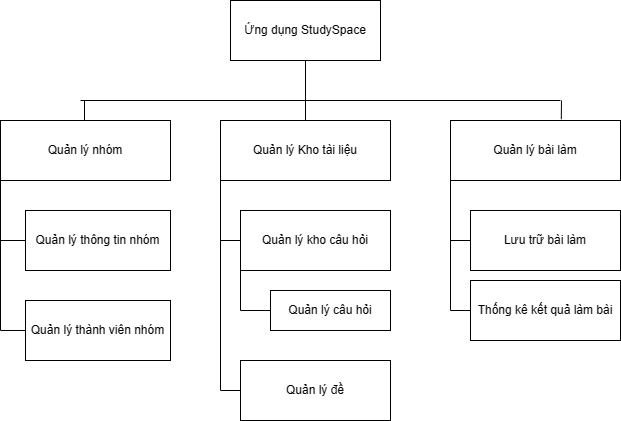 Ứng dụng StudySpace
Quản lý nhóm
Quản lý Kho tài liệu
Quản lý bài làm
Quản lý thông tin nhóm
Quản lý kho câu hỏi
Lưu trữ bài làm
Quản lý thành viên nhóm
Quản lý câu hỏi
Thống kê kết quả làm bài
Quản lý đề